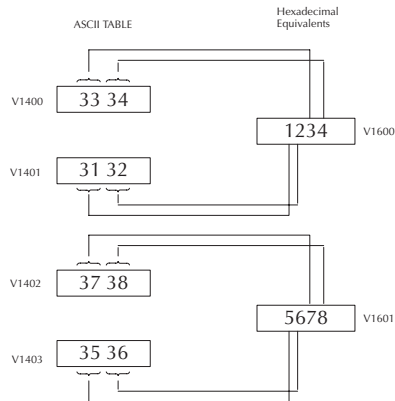 ASCII TABLE
Hexadecimal
Equivalents
V1400
33 34
1234
V1600
V1401
31 32
V1402
37 38
5678
V1601
V1403
35 36